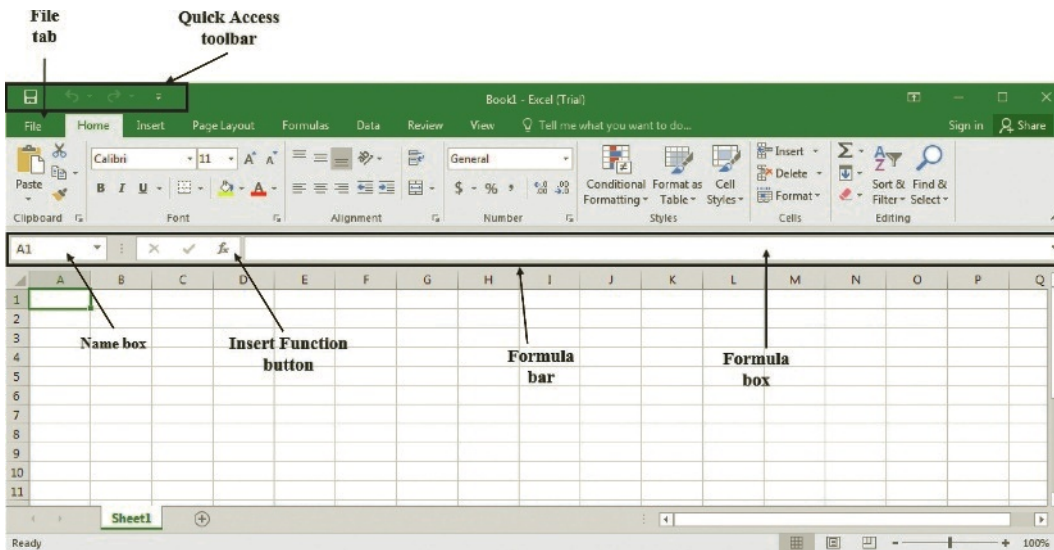 File
tab
Quick Access
toolbar
Book1 - Excel (Trial)
File Home Insert Page Layout Formulas Data Review View Tell me what you want to do... Sign in Share
Paste
Calibri 11 A A
B I U A
General
$ % ,
Conditional
Formatting
Format as
Table
Cell
Styles
Insert
Delete
Format
Σ
Sort &
Filter
Find &
Select
Clipboard Font Alignment Number Styles Cells Editing
A1 fx
A B C D E F G H I J K L M N O P Q
1
2
3
4
5
6
7
8
9
10
11
Name box
Insert Function
button
Formula
bar
Formula
box
Sheet1
Ready 100%